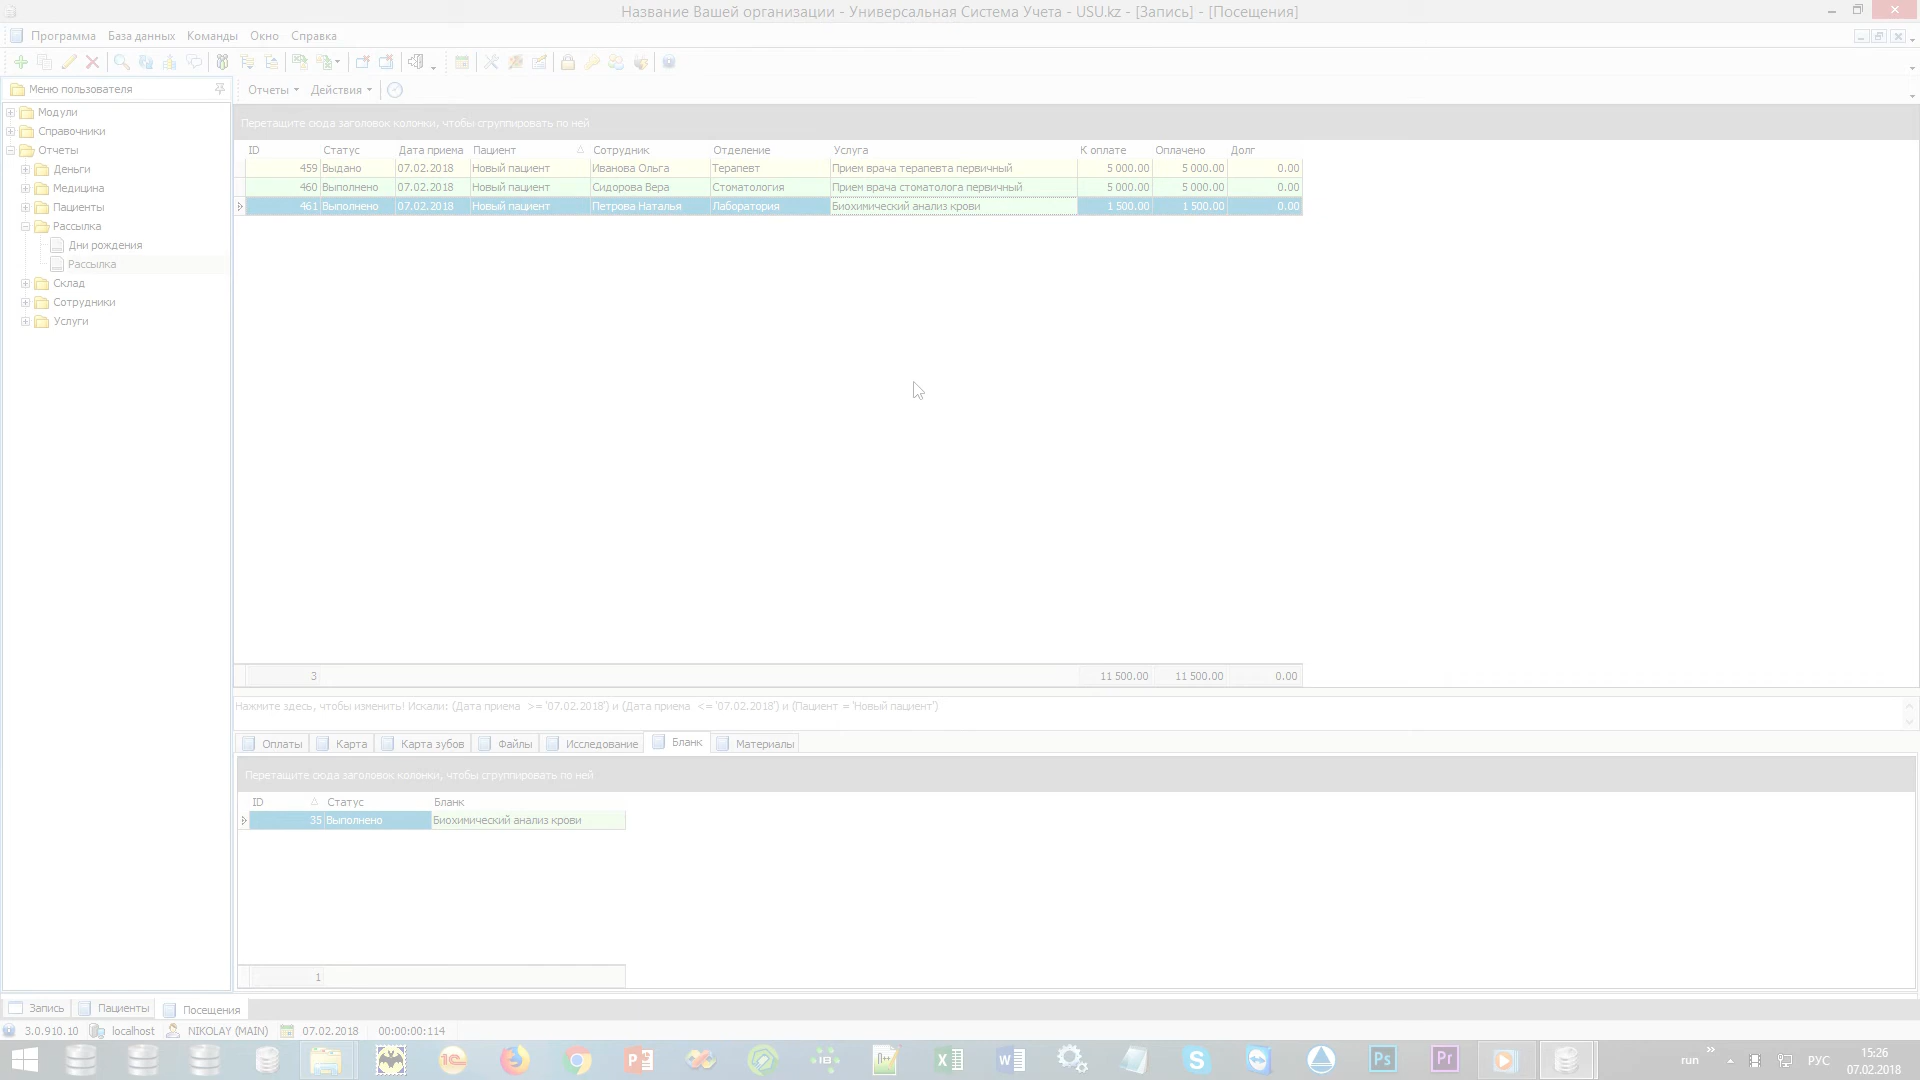 Название Вашей организации - Универсальная Система Учета - USU.kz - [Запись] - [Посещения]
Программа База данных Команды Окно Справка
Меню пользователя
Отчеты Действия
Модули
Справочники
Отчеты
Деньги
Медицина
Пациенты
Рассылка
Дни рождения
Рассылка
Склад
Сотрудники
Услуги
Перетащите сюда заголовок колонки, чтобы сгруппировать по ней
ID Статус Дата приема Пациент Сотрудник Отделение Услуга К оплате Оплачено Долг
459 Выдано 07.02.2018 Новый пациент Иванова Ольга Терапевт Прием врача терапевта первичный 5 000.00 5 000.00 0.00
460 Выполнено 07.02.2018 Новый пациент Сидорова Вера Стоматология Прием врача стоматолога первичный 5 000.00 5 000.00 0.00
461 Выполнено 07.02.2018 Новый пациент Петрова Наталья Лаборатория Биохимический анализ крови 1 500.00 1 500.00 0.00
3 11 500.00 11 500.00 0.00
Нажмите здесь, чтобы изменить! Искали: (Дата приема >= '07.02.2018') и (Дата приема <= '07.02.2018') и (Пациент = 'Новый пациент')
Оплаты Карта Карта зубов Файлы Исследование Бланк Материалы
Перетащите сюда заголовок колонки, чтобы сгруппировать по ней
ID Статус Бланк
35 Выполнено Биохимический анализ крови
1
Запись Пациенты Посещения
3.0.910.10 localhost NIKOLAY (MAIN) 07.02.2018 00:00:00:114
run РУС 15:26
07.02.2018